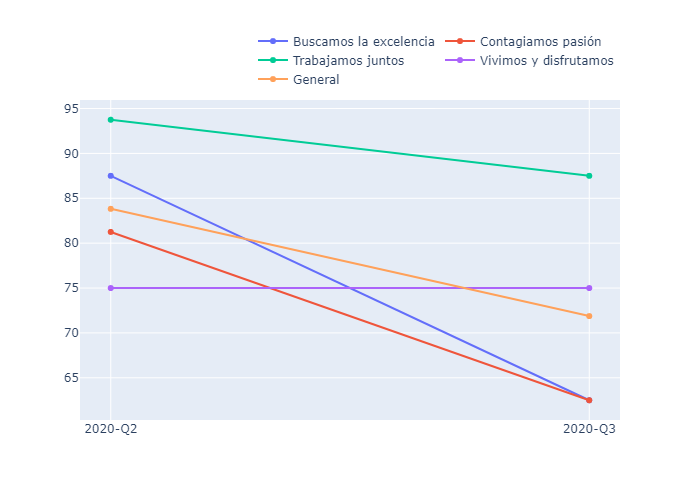 Buscamos la excelencia Contagiamos pasión
Trabajamos juntos Vivimos y disfrutamos
General
95
90
85
80
75
70
65
2020-Q2 2020-Q3